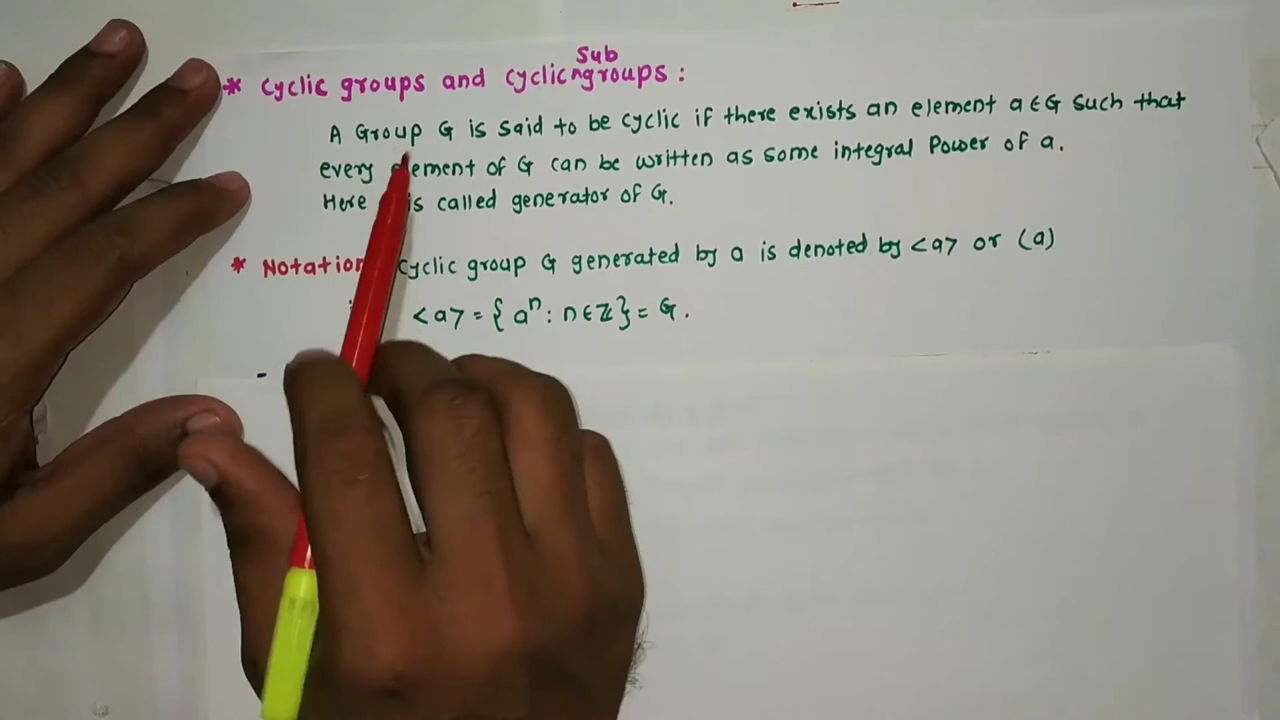 * Cyclic groups and cyclic^Sub groups :
A Group G is said to be cyclic if there exists an element a ∈ G such that
every element of G can be written as some integral Power of a.
Here is called generator of G.
* Notation cyclic group G generated by a is denoted by <a> or (a)
<a> = { aⁿ : n ∈ ℤ } = G.